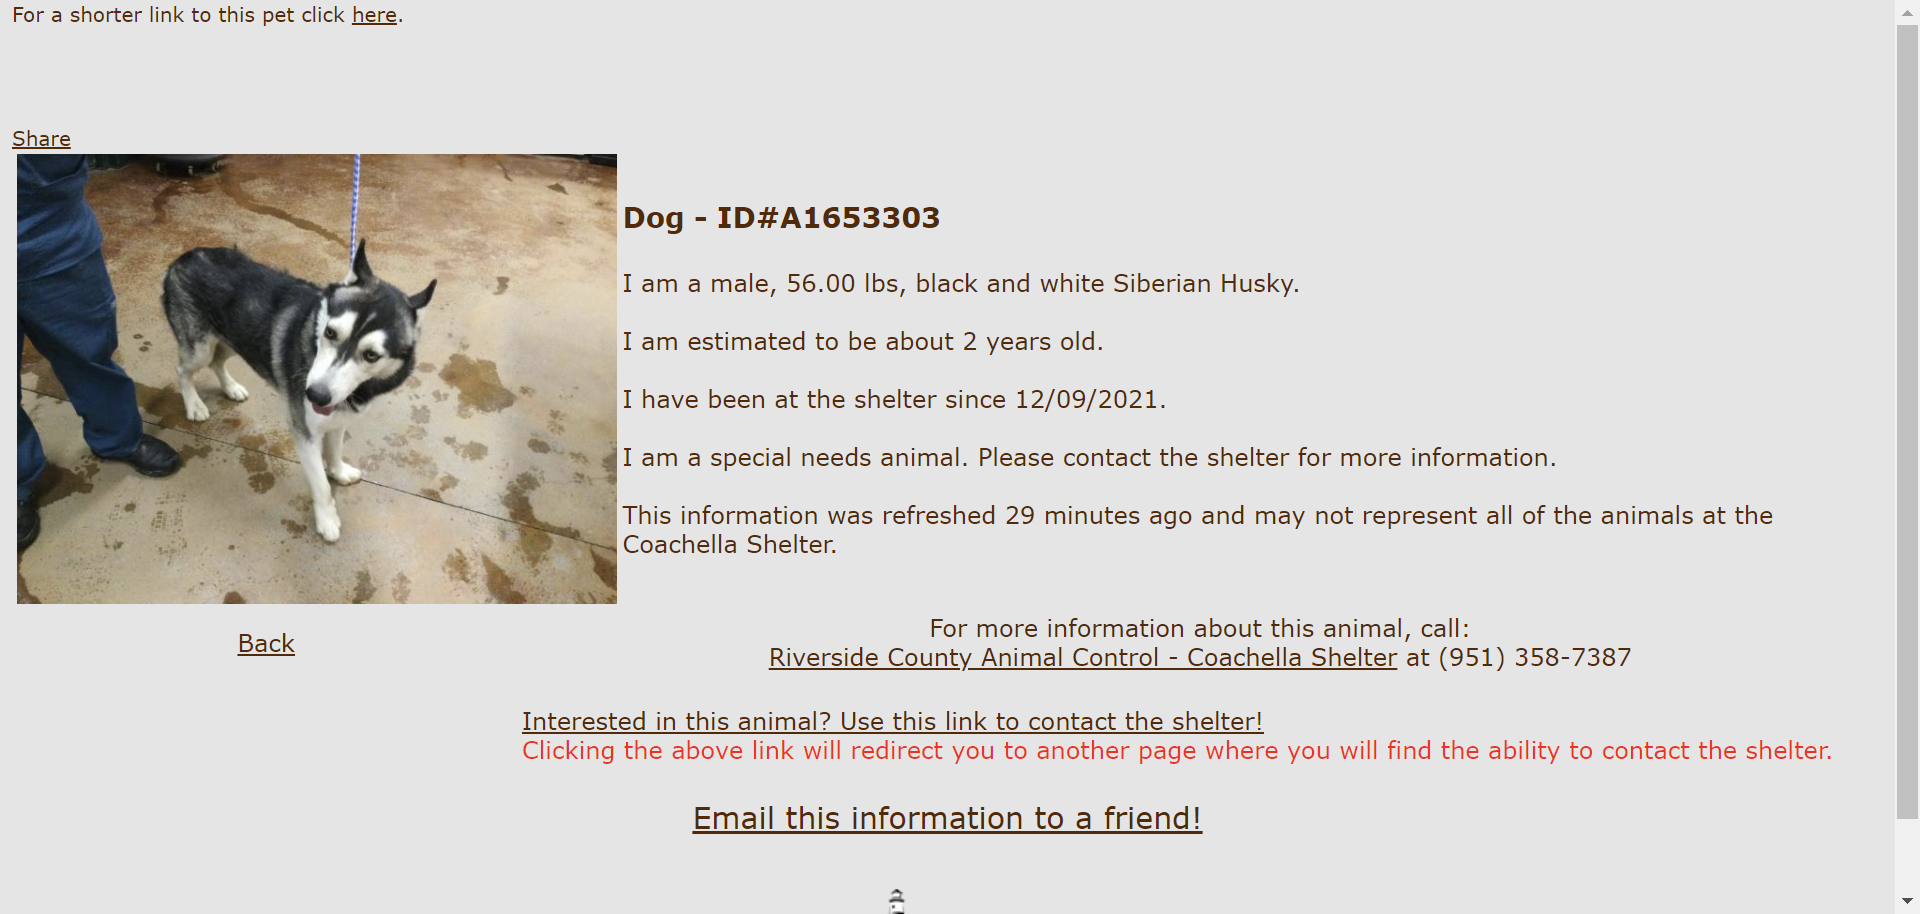 For a shorter link to this pet click here.
Share
Dog - ID#A1653303
I am a male, 56.00 lbs, black and white Siberian Husky.
I am estimated to be about 2 years old.
I have been at the shelter since 12/09/2021.
I am a special needs animal. Please contact the shelter for more information.
This information was refreshed 29 minutes ago and may not represent all of the animals at the
Coachella Shelter.
Back
For more information about this animal, call:
Riverside County Animal Control - Coachella Shelter at (951) 358-7387
Interested in this animal? Use this link to contact the shelter!
Clicking the above link will redirect you to another page where you will find the ability to contact the shelter.
Email this information to a friend!